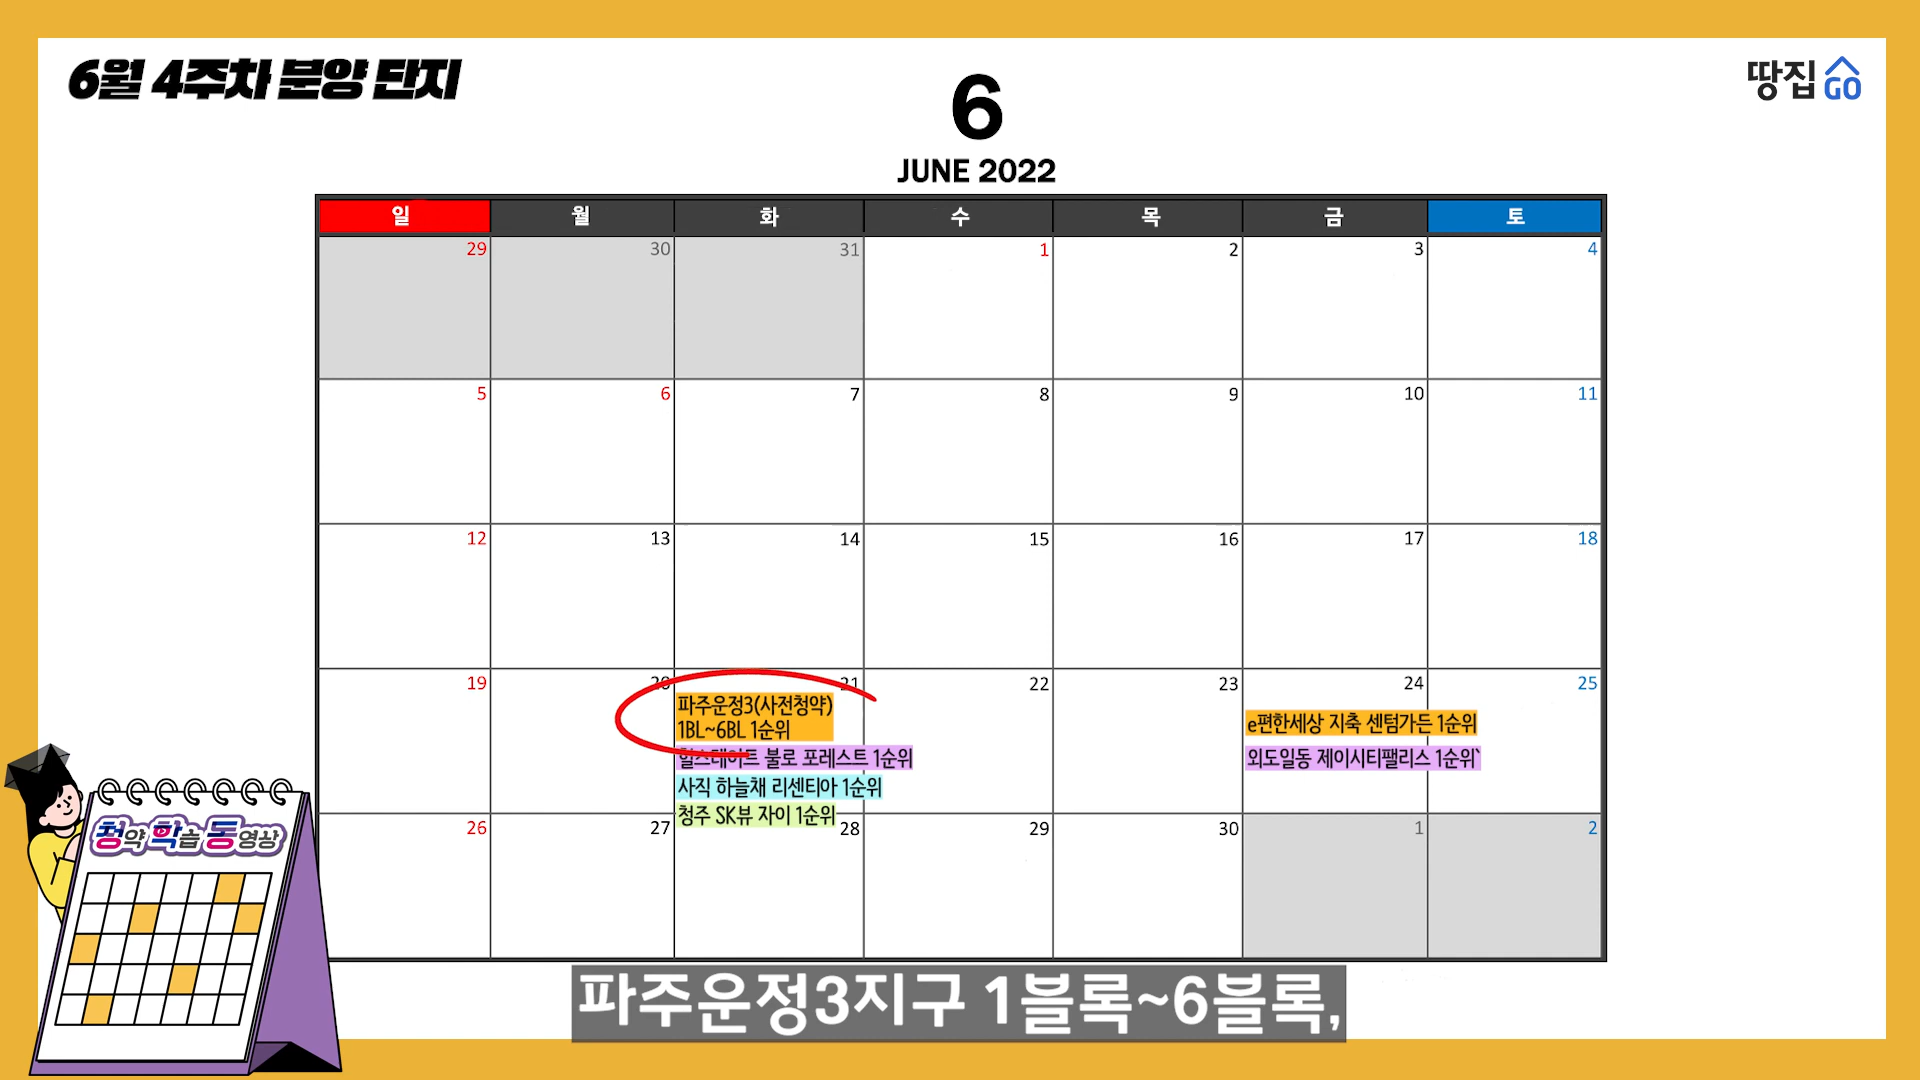 6월 4주차 분양 단지
땅집GO
6
JUNE 2022
일 월 화 수 목 금 토
29 30 31 1 2 3 4
5 6 7 8 9 10 11
12 13 14 15 16 17 18
19 20 21 22 23 24 25
파주운정3(사전청약)
1BL~6BL 1순위
힐스테이트 불로 포레스트 1순위
사직 하늘채 리센티아 1순위
청주 SK뷰 자이 1순위
e편한세상 지축 센텀가든 1순위
외도일동 제이시티팰리스 1순위`
26 27 28 29 30 1 2
청약 학습 동영상
파주운정3지구 1블록~6블록,